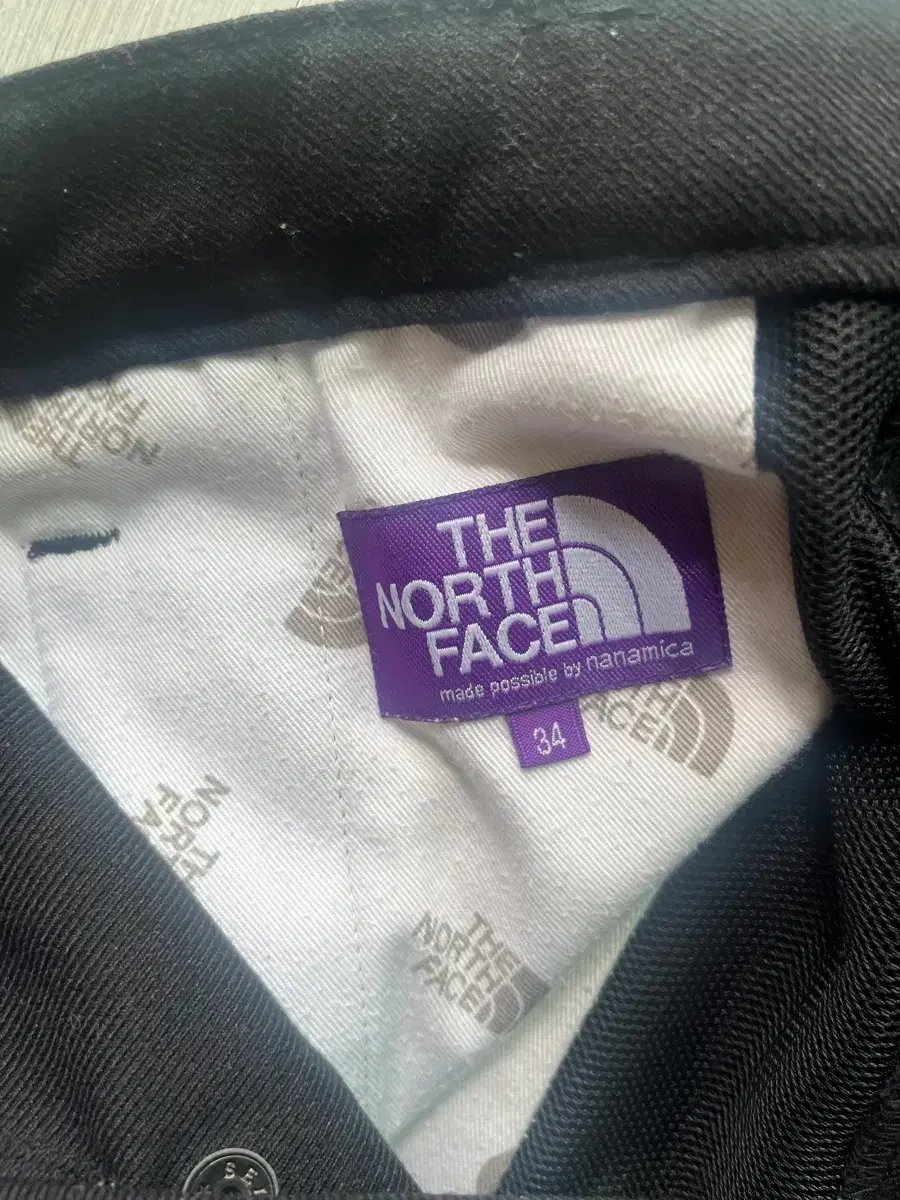 THE
NORTH
FACE
made possible by nanamica
34
THE
NORTH
FACE